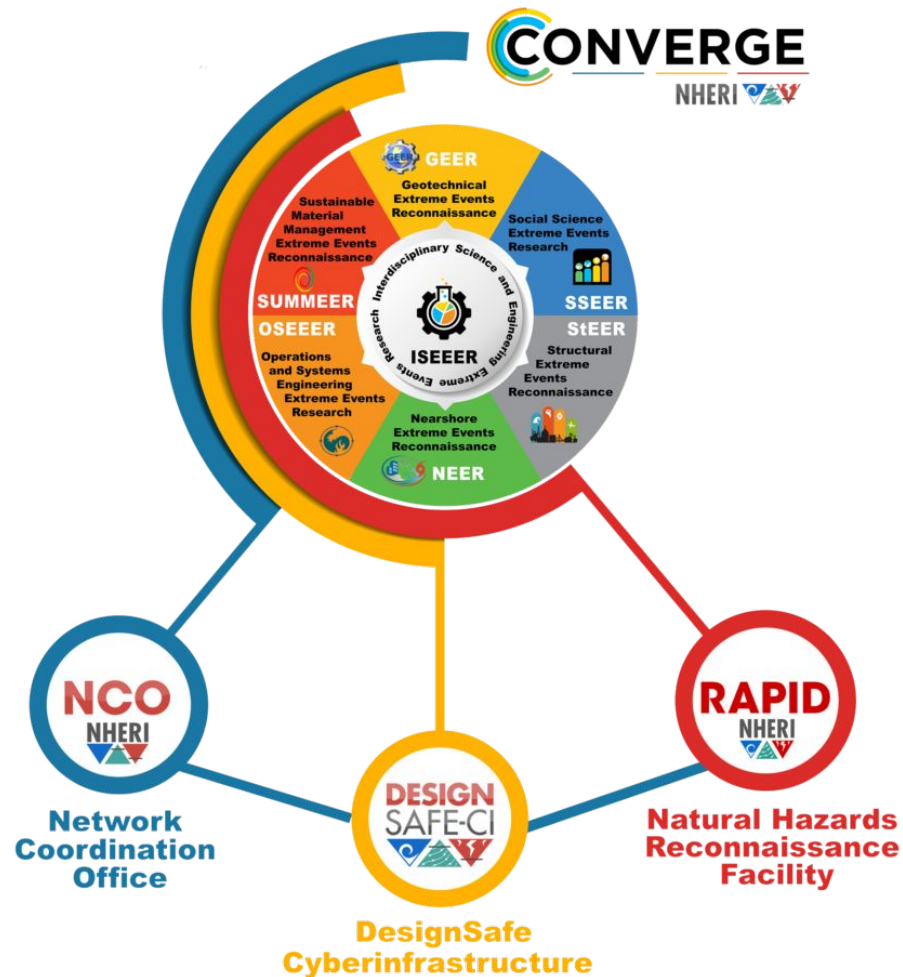 CONVERGE
NHERI
GEER
Geotechnical
Extreme Events
Reconnaissance
Social Science
Extreme Events
Research
SSEER
StEER
Structural
Extreme
Events
Reconnaissance
Nearshore
Extreme Events
Reconnaissance
NEER
OSEEER
Operations
and Systems
Engineering
Extreme Events
Research
Sustainable
Material
Management
Extreme Events
Reconnaissance
SUMMEER
Interdisciplinary Science and Engineering Extreme Events Research
ISEEER
GEER
NCO
NHERI
Network
Coordination
Office
DESIGN
SAFE-CI
DesignSafe
Cyberinfrastructure
RAPID
NHERI
Natural Hazards
Reconnaissance
Facility